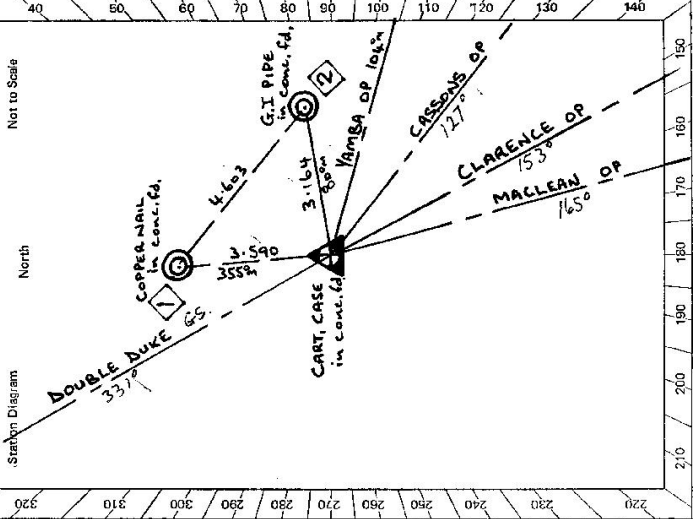 40 50 60 70 80 90 100 110 120 130 140
150
160
170
180
190
200
210
320 310 300 290 280 270 260 250 240 230 220
Not to Scale
North
Station Diagram
G.I PIPE
in conc. fd.
2
YAMBA OP 104°m
CASSONS OP
127°
CLARENCE OP
153°
MACLEAN OP
165°
4.603
3.164
3.590
355°m
COPPER NAIL
in conc. fd.
1
CART. CASE
in conc. fd.
DOUBLE DUKE GS.
331°